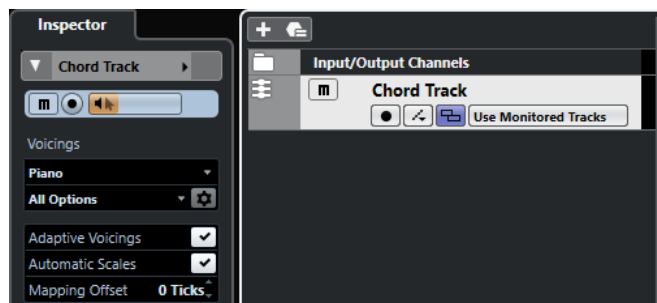 Inspector
Chord Track
m
Voicings
Piano
All Options
Adaptive Voicings
Automatic Scales
Mapping Offset 0 Ticks
Input/Output Channels
m Chord Track
Use Monitored Tracks